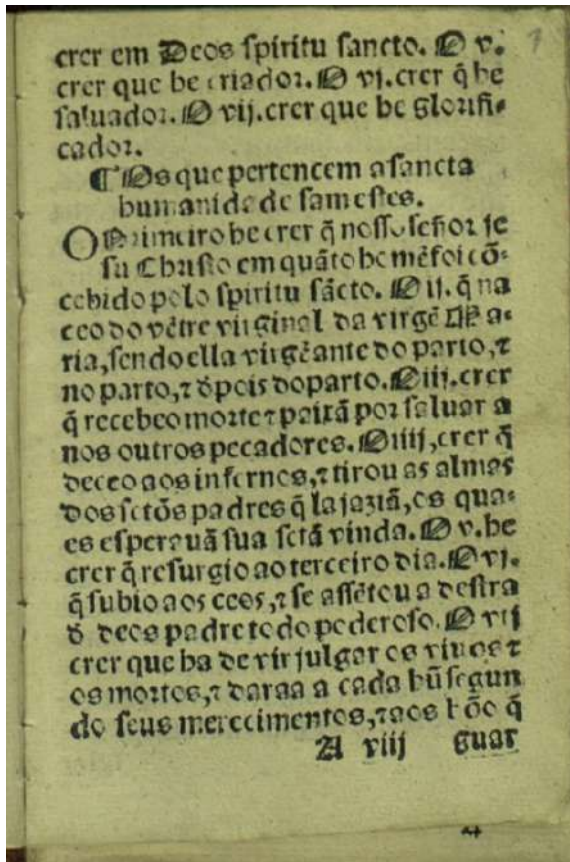 crer em Deos spiritu sancto. O v.
crer que he criador. O vj. crer q̃ he
saluador. O vij. crer que he glorifi-
cador.
¶ Os que pertencem a sancta
humanidade sam estes.
O Primeiro he crer q̃ nosso señor je
su Christo em quãto homẽ foi cõ-
cebido polo spiritu sãcto. O ij. q̃ na
ceo do vẽtre virginal da virgẽ Ma-
ria, sendo ella virgẽ ante do parto, ⁊
no parto, ⁊ d̃pois do parto. O iij. crer
q̃ recebeo morte ⁊ paixã por saluar a
nos outros pecadores. O iiij, crer q̃
deceo aos infernos, ⁊ tirou as almas
dos sctõs padres q̃ la jaziã, os qua-
es esperauã sua sctã vinda. O v. he
crer q̃ resurgio ao terceiro dia. O vj.
q̃ subio aos ceos, ⁊ se assẽtou a destra
d̃ deos padre todo poderoso. O vij
crer que ha de vir julgar os viuos ⁊
os mortos, ⁊ daraa a cada hũ segun
do seus merecimentos, ⁊ aos bõs q̃
A viij guar